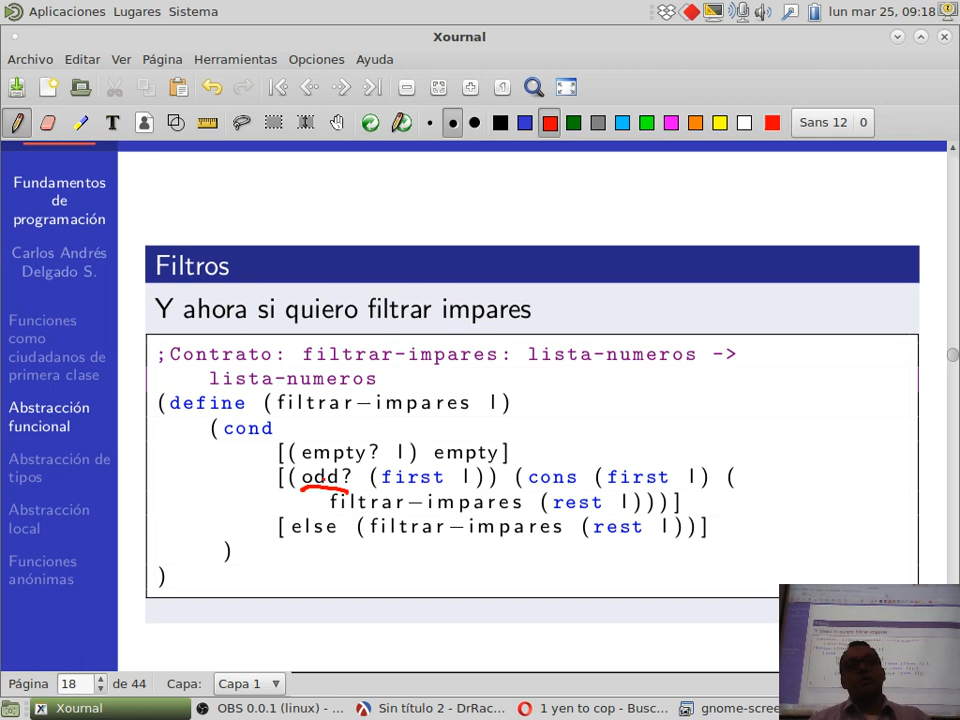 Aplicaciones Lugares Sistema
lun mar 25, 09:18
Xournal
Archivo Editar Ver Página Herramientas Opciones Ayuda
Sans 12 0
Fundamentos
de
programación
Carlos Andrés
Delgado S.
Funciones
como
ciudadanos de
primera clase
Abstracción
funcional
Abstracción de
tipos
Abstracción
local
Funciones
anónimas
Filtros
Y ahora si quiero filtrar impares
;Contrato: filtrar-impares: lista-numeros ->
lista-numeros
(define (filtrar-impares l)
(cond
[(empty? l) empty]
[(odd? (first l)) (cons (first l) (
filtrar-impares (rest l)))]
[else (filtrar-impares (rest l))]
)
)
Página 18 de 44 Capa: Capa 1
Xournal OBS 0.0.1 (linux) - ... Sin título 2 - DrRac... 1 yen to cop - Busc... gnome-scree